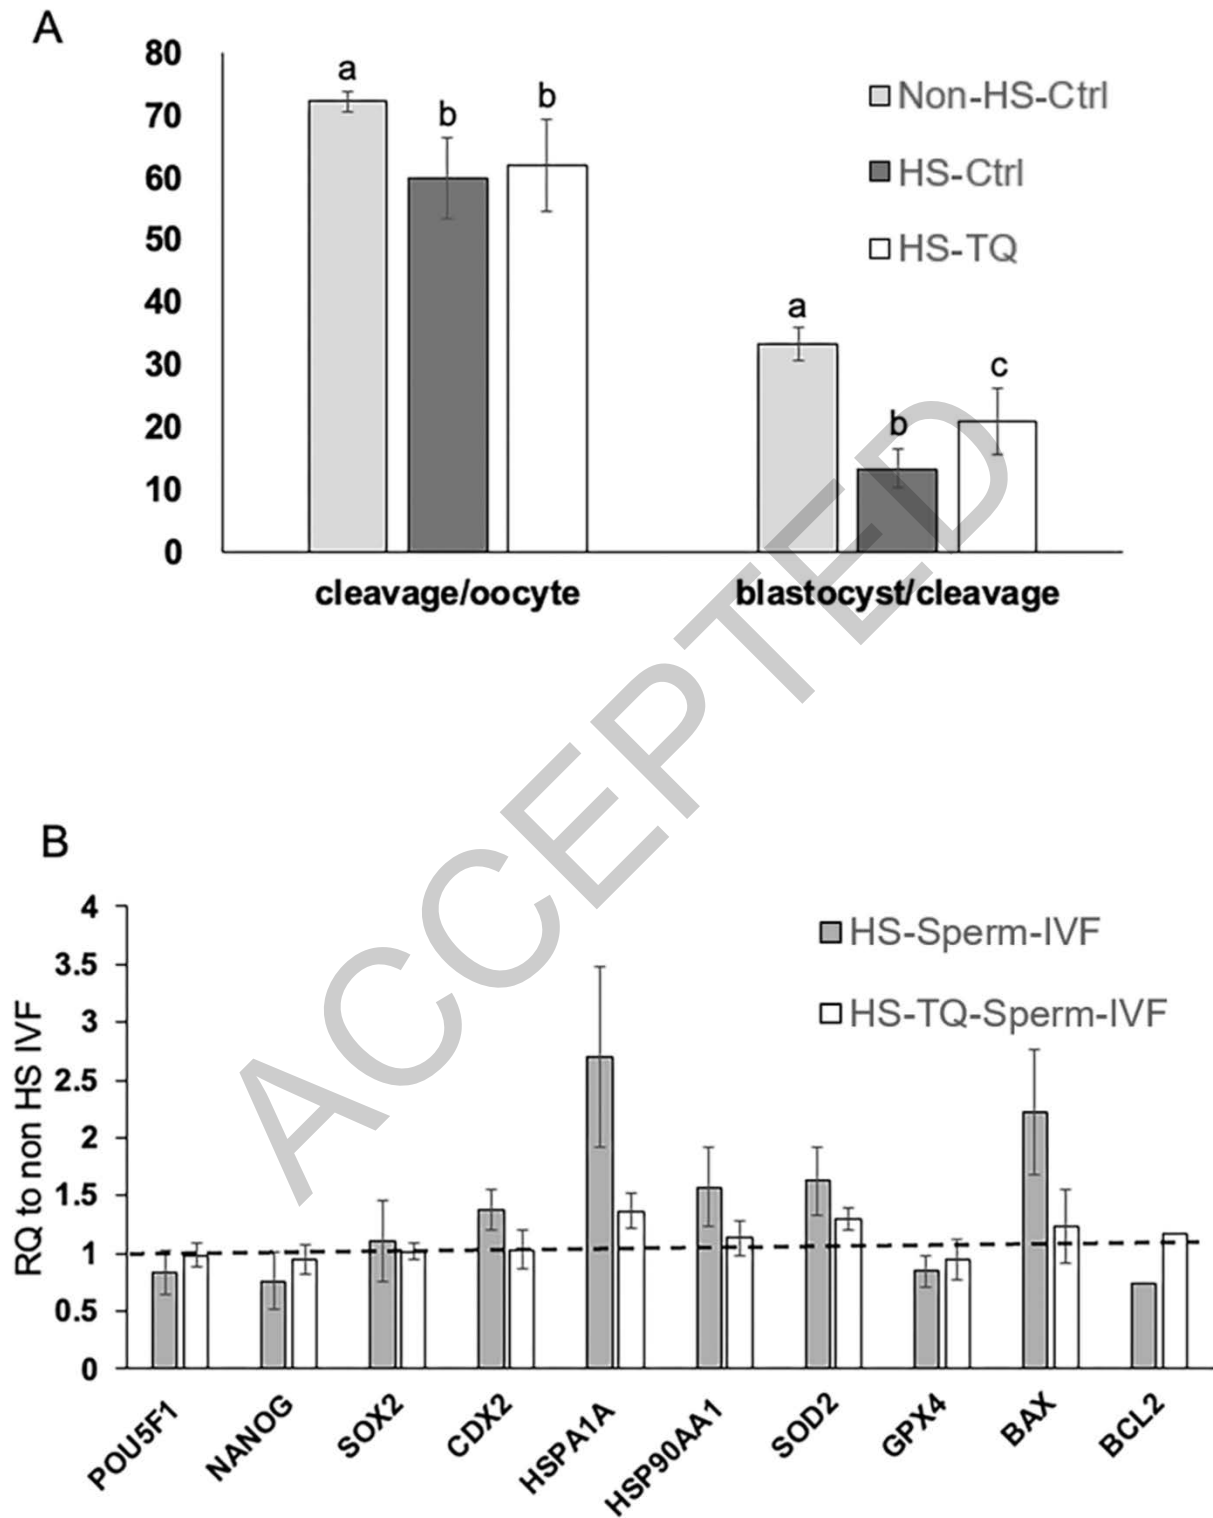 A
80
70
60
50
40
30
20
10
0
a
b
b
a
b
c
Non-HS-Ctrl
HS-Ctrl
HS-TQ
cleavage/oocyte
blastocyst/cleavage
ACCEPTED
B
RQ to non HS IVF
4
3.5
3
2.5
2
1.5
1
0.5
0
HS-Sperm-IVF
HS-TQ-Sperm-IVF
POU5F1
NANOG
SOX2
CDX2
HSPA1A
HSP90AA1
SOD2
GPX4
BAX
BCL2